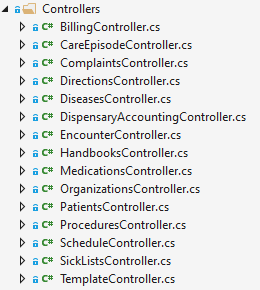 Controllers
C# BillingController.cs
C# CareEpisodeController.cs
C# ComplaintsController.cs
C# DirectionsController.cs
C# DiseasesController.cs
C# DispensaryAccountingController.cs
C# EncounterController.cs
C# HandbooksController.cs
C# MedicationsController.cs
C# OrganizationsController.cs
C# PatientsController.cs
C# ProceduresController.cs
C# ScheduleController.cs
C# SickListsController.cs
C# TemplateController.cs